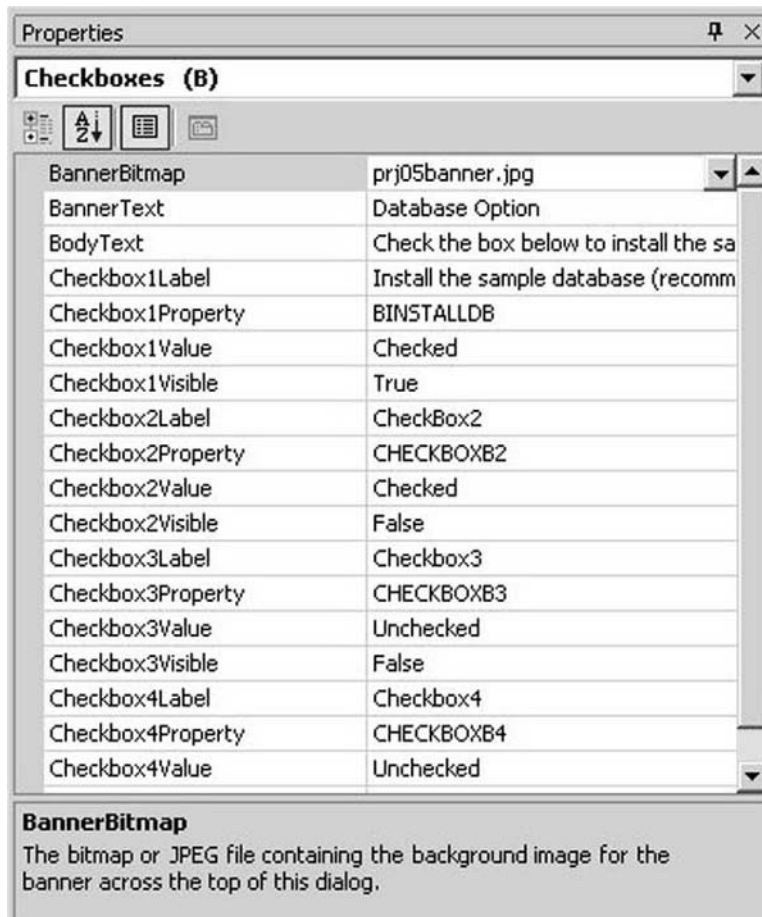 Properties
Checkboxes (B)
BannerBitmap prj05banner.jpg
BannerText Database Option
BodyText Check the box below to install the sa
Checkbox1Label Install the sample database (recomm
Checkbox1Property BINSTALLDB
Checkbox1Value Checked
Checkbox1Visible True
Checkbox2Label CheckBox2
Checkbox2Property CHECKBOXB2
Checkbox2Value Checked
Checkbox2Visible False
Checkbox3Label Checkbox3
Checkbox3Property CHECKBOXB3
Checkbox3Value Unchecked
Checkbox3Visible False
Checkbox4Label Checkbox4
Checkbox4Property CHECKBOXB4
Checkbox4Value Unchecked
BannerBitmap
The bitmap or JPEG file containing the background image for the
banner across the top of this dialog.